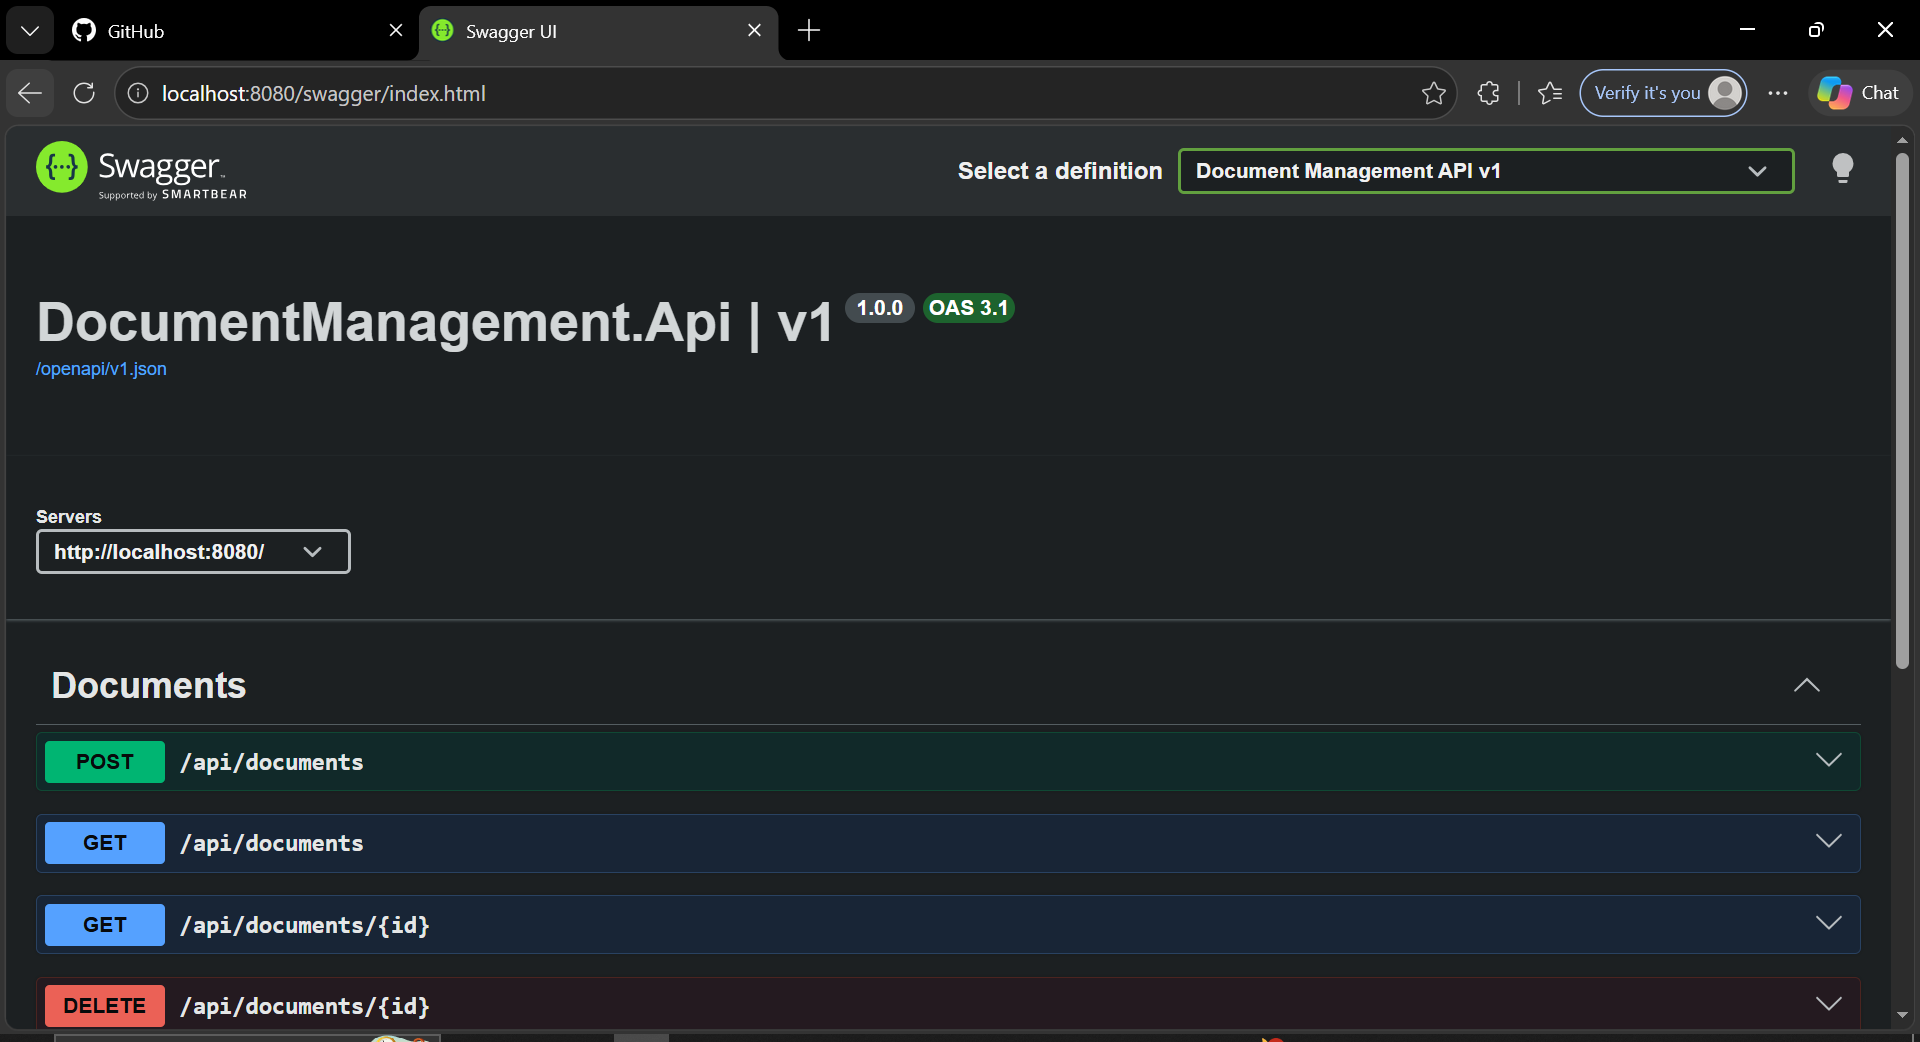 GitHub
Swagger UI
localhost:8080/swagger/index.html
Verify it's you
Chat
Swagger
Supported by SMARTBEAR
Select a definition
Document Management API v1
DocumentManagement.Api | v1
1.0.0
OAS 3.1
/openapi/v1.json
Servers
http://localhost:8080/
Documents
POST /api/documents
GET /api/documents
GET /api/documents/{id}
DELETE /api/documents/{id}